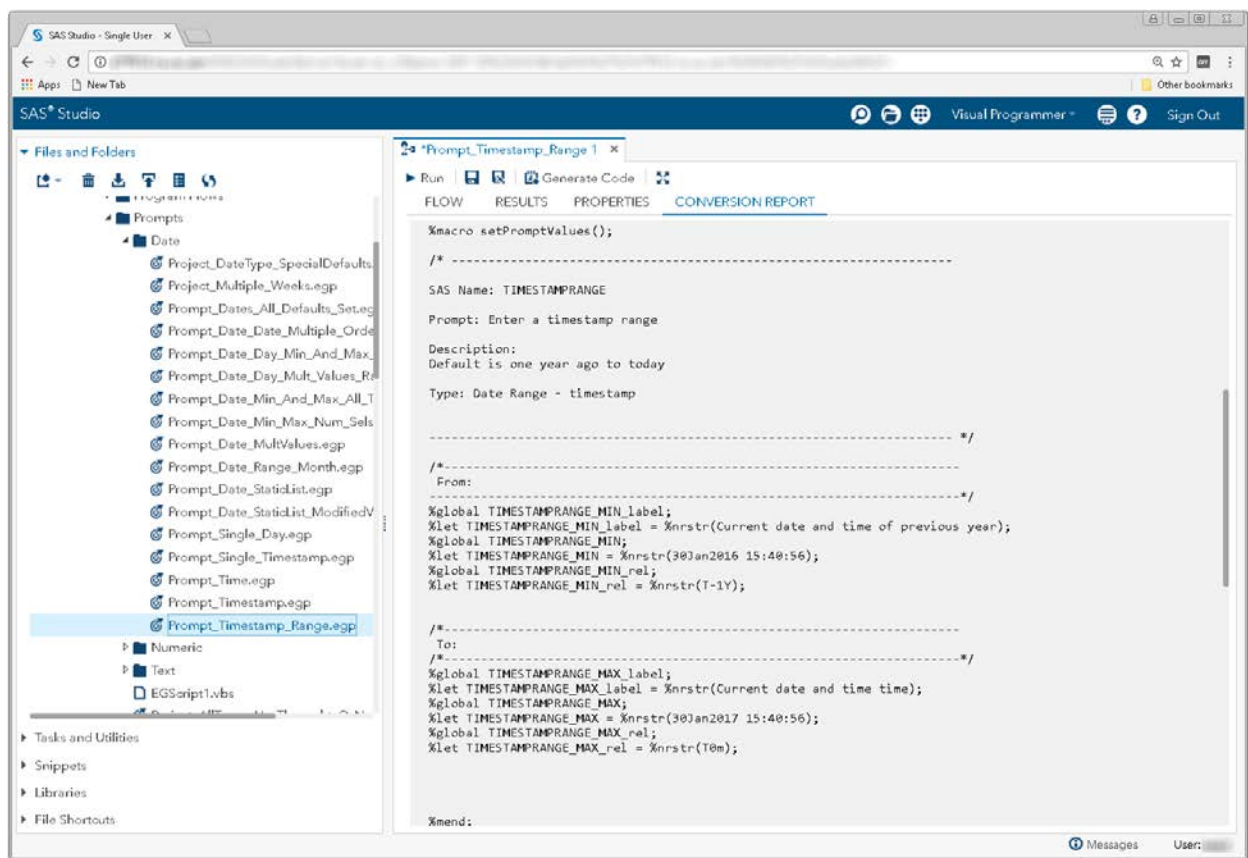 SAS Studio - Single User
Apps New Tab
Other bookmarks
SAS® Studio
Visual Programmer
Sign Out
Files and Folders
Prompts
Date
Project_DateType_SpecialDefaults.
Project_Multiple_Weeks.egp
Prompt_Dates_All_Defaults_Set.eg
Prompt_Date_Date_Multiple_Orde
Prompt_Date_Day_Min_And_Max_
Prompt_Date_Day_Mult_Values_Ra
Prompt_Date_Min_And_Max_All_T
Prompt_Date_Min_Max_Num_Sels
Prompt_Date_MultValues.egp
Prompt_Date_Range_Month.egp
Prompt_Date_StaticList.egp
Prompt_Date_StaticList_ModifiedV
Prompt_Single_Day.egp
Prompt_Single_Timestamp.egp
Prompt_Time.egp
Prompt_Timestamp.egp
Prompt_Timestamp_Range.egp
Numeric
Text
EGScript1.vbs
Tasks and Utilities
Snippets
Libraries
File Shortcuts
*Prompt_Timestamp_Range 1
Run Generate Code
FLOW RESULTS PROPERTIES CONVERSION REPORT
%macro setPromptValues();
/* ----------------------------------------------------------------------
SAS Name: TIMESTAMPRANGE
Prompt: Enter a timestamp range
Description:
Default is one year ago to today
Type: Date Range - timestamp
---------------------------------------------------------------------- */
/*----------------------------------------------------------------------
From:
-----------------------------------------------------------------------*/
%global TIMESTAMPRANGE_MIN_label;
%let TIMESTAMPRANGE_MIN_label = %nrstr(Current date and time of previous year);
%global TIMESTAMPRANGE_MIN;
%let TIMESTAMPRANGE_MIN = %nrstr(30Jan2016 15:40:56);
%global TIMESTAMPRANGE_MIN_rel;
%let TIMESTAMPRANGE_MIN_rel = %nrstr(T-1Y);
/*----------------------------------------------------------------------
To:
/*---------------------------------------------------------------------*/
%global TIMESTAMPRANGE_MAX_label;
%let TIMESTAMPRANGE_MAX_label = %nrstr(Current date and time time);
%global TIMESTAMPRANGE_MAX;
%let TIMESTAMPRANGE_MAX = %nrstr(30Jan2017 15:40:56);
%global TIMESTAMPRANGE_MAX_rel;
%let TIMESTAMPRANGE_MAX_rel = %nrstr(T0m);
%mend;
Messages User: